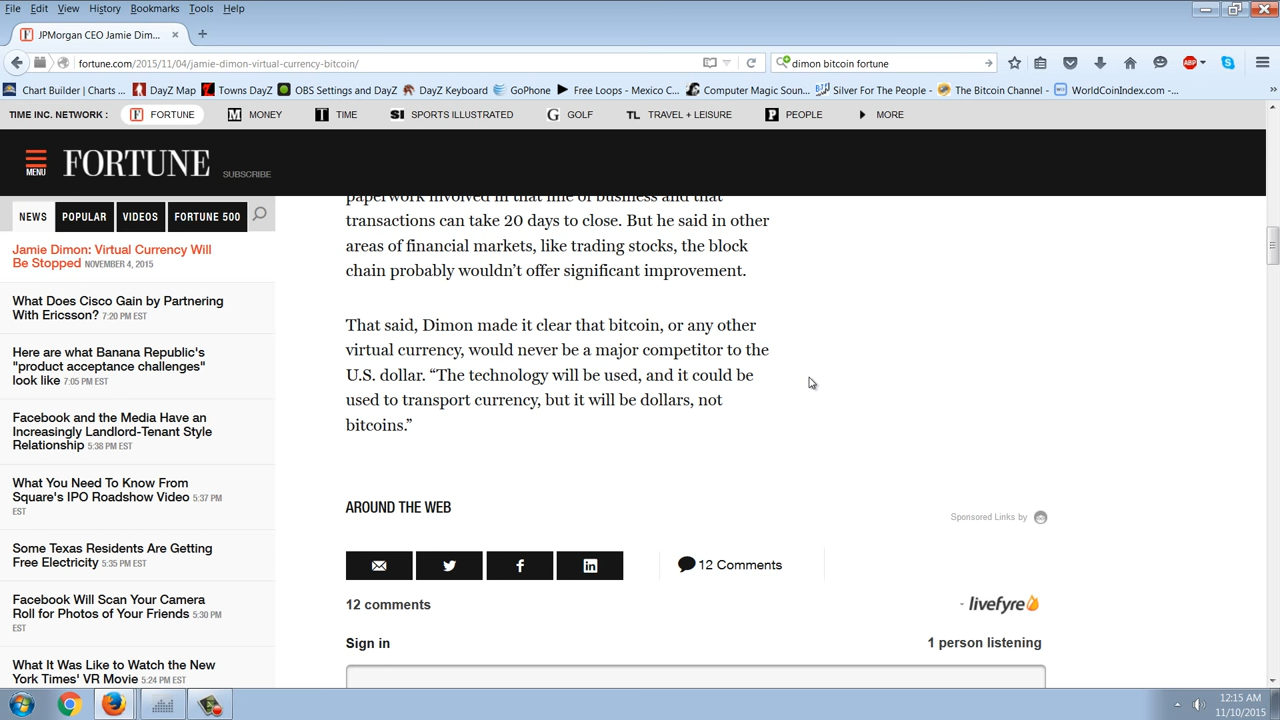 File Edit View History Bookmarks Tools Help
JPMorgan CEO Jamie Dim...
fortune.com/2015/11/04/jamie-dimon-virtual-currency-bitcoin/
dimon bitcoin fortune
ABP
Chart Builder | Charts ... DayZ Map Towns DayZ OBS Settings and DayZ DayZ Keyboard GoPhone Free Loops - Mexico C... Computer Magic Soun... Silver For The People - The Bitcoin Channel - WorldCoinIndex.com -...
TIME INC. NETWORK : F FORTUNE M MONEY T TIME SI SPORTS ILLUSTRATED G GOLF TL TRAVEL + LEISURE P PEOPLE MORE
MENU FORTUNE SUBSCRIBE
NEWS POPULAR VIDEOS FORTUNE 500
Jamie Dimon: Virtual Currency Will
Be Stopped NOVEMBER 4, 2015
What Does Cisco Gain by Partnering
With Ericsson? 7:20 PM EST
Here are what Banana Republic's
"product acceptance challenges"
look like 7:05 PM EST
Facebook and the Media Have an
Increasingly Landlord-Tenant Style
Relationship 5:38 PM EST
What You Need To Know From
Square's IPO Roadshow Video 5:37 PM
EST
Some Texas Residents Are Getting
Free Electricity 5:35 PM EST
Facebook Will Scan Your Camera
Roll for Photos of Your Friends 5:30 PM
EST
What It Was Like to Watch the New
York Times' VR Movie 5:24 PM EST
paperwork involved in that line of business and that
transactions can take 20 days to close. But he said in other
areas of financial markets, like trading stocks, the block
chain probably wouldn’t offer significant improvement.
That said, Dimon made it clear that bitcoin, or any other
virtual currency, would never be a major competitor to the
U.S. dollar. “The technology will be used, and it could be
used to transport currency, but it will be dollars, not
bitcoins.”
AROUND THE WEB
Sponsored Links by
12 Comments
12 comments
- livefyre
Sign in
1 person listening
12:15 AM
11/10/2015